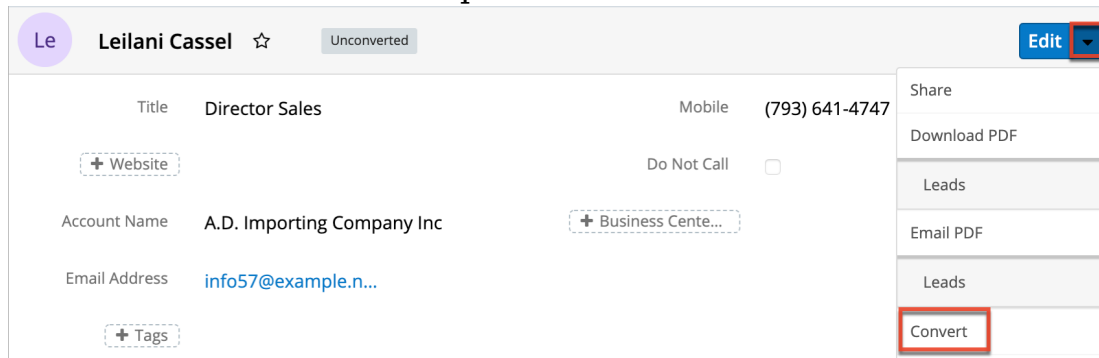 Le Leilani Cassel Unconverted Edit
Title Director Sales Mobile (793) 641-4747
Share
Download PDF
+ Website Do Not Call
Leads
Account Name A.D. Importing Company Inc + Business Cente...
Email PDF
Email Address info57@example.n...
Leads
+ Tags
Convert